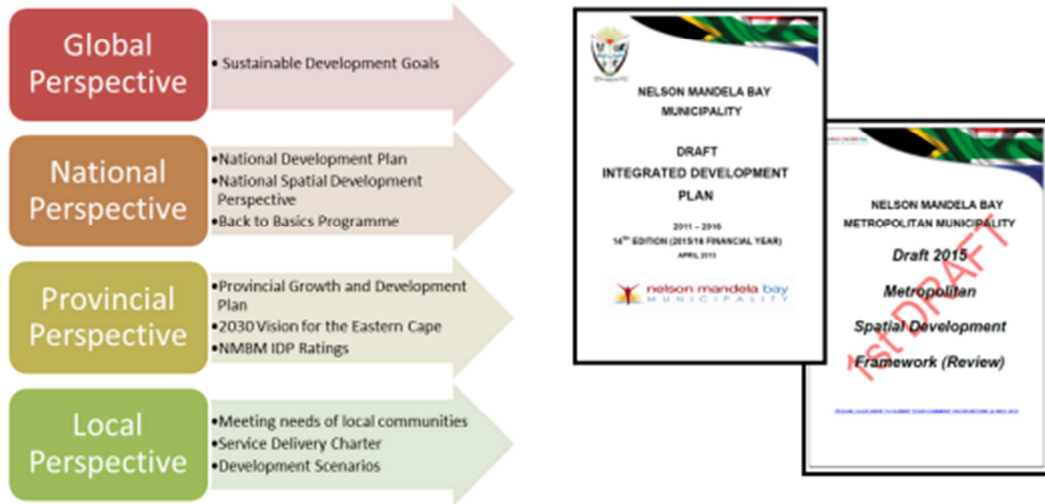 Global
Perspective
• Sustainable Development Goals
National
Perspective
•National Development Plan
•National Spatial Development
Perspective
•Back to Basics Programme
Provincial
Perspective
•Provincial Growth and Development
Plan
•2030 Vision for the Eastern Cape
•NMBM IDP Ratings
Local
Perspective
•Meeting needs of local communities
•Service Delivery Charter
•Development Scenarios
NELSON MANDELA BAY
MUNICIPALITY
DRAFT
INTEGRATED DEVELOPMENT
PLAN
2011 – 2016
14TH EDITION (2015/16 FINANCIAL YEAR)
APRIL 2015
nelson mandela bay
MUNICIPALITY
NELSON MANDELA BAY
METROPOLITAN MUNICIPALITY
Draft 2015
Metropolitan
Spatial Development
Framework (Review)
1st DRAFT